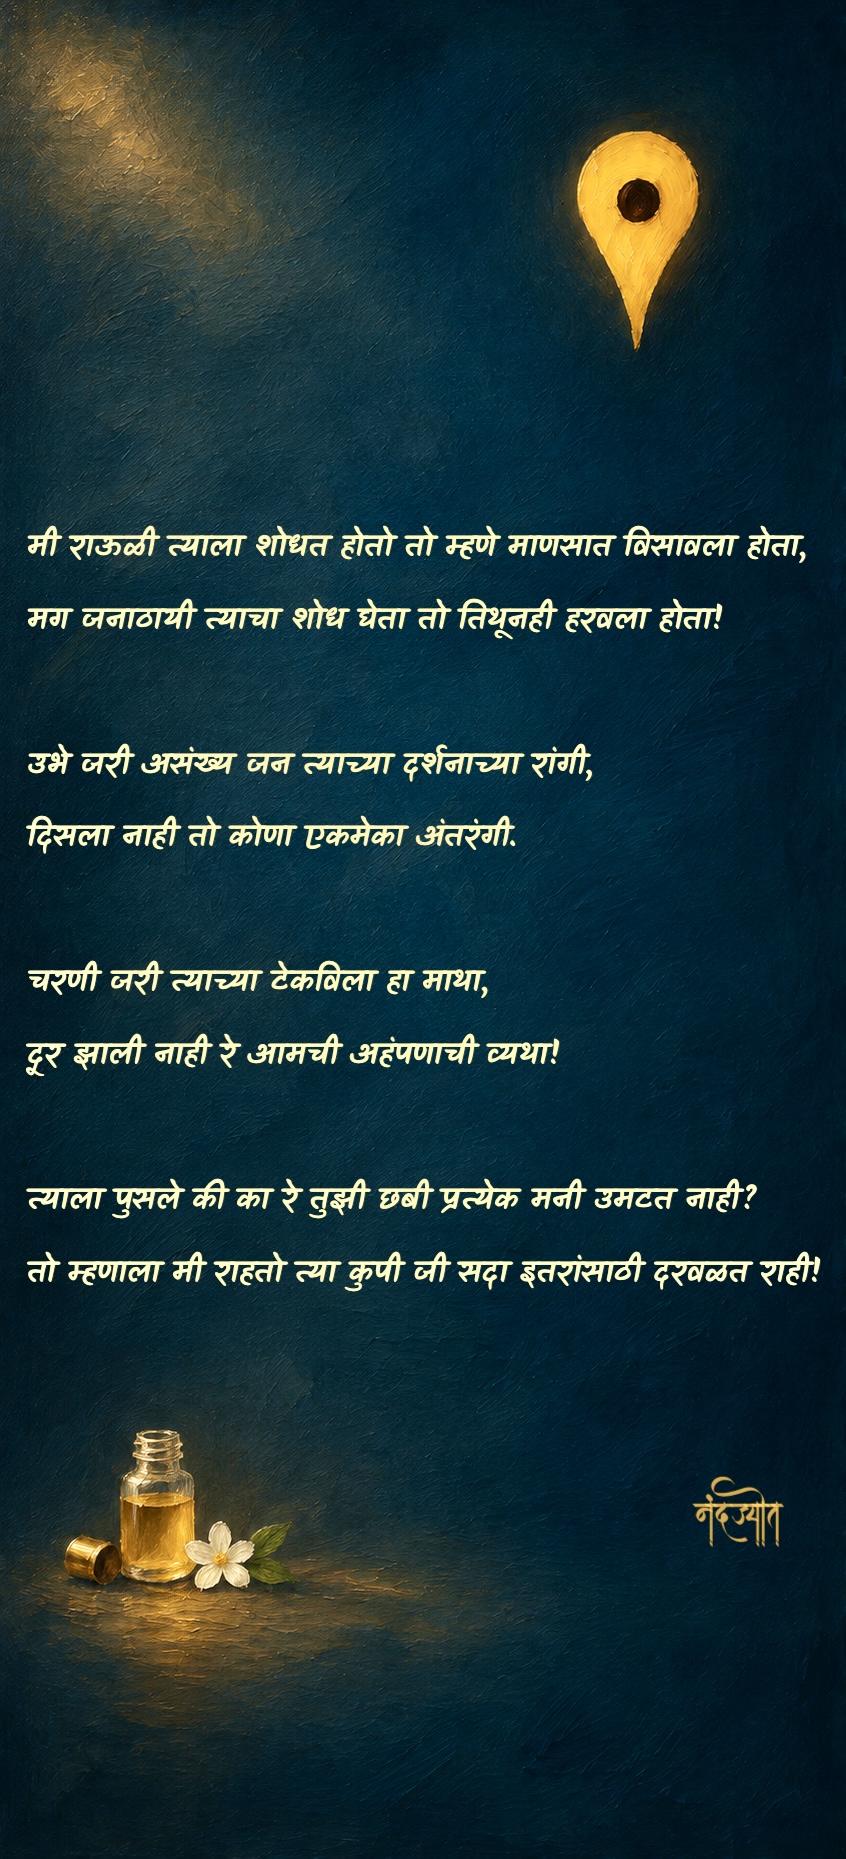 मी राऊळी त्याला शोधत होतो तो म्हणे माणसात विसावला होता,
मग जनाठायी त्याचा शोध घेता तो तिथूनही हरवला होता!
उभे जरी असंख्य जन त्याच्या दर्शनाच्या रांगी,
दिसला नाही तो कोणा एकमेका अंतरंगी.
चरणी जरी त्याच्या टेकविला हा माथा,
दूर झाली नाही रे आमची अहंपणाची व्यथा!
त्याला पुसले की का रे तुझी छबी प्रत्येक मनी उमटत नाही?
तो म्हणाला मी राहतो त्या कुपी जी सदा इतरांसाठी दरवळत राही!
नंदज्योत